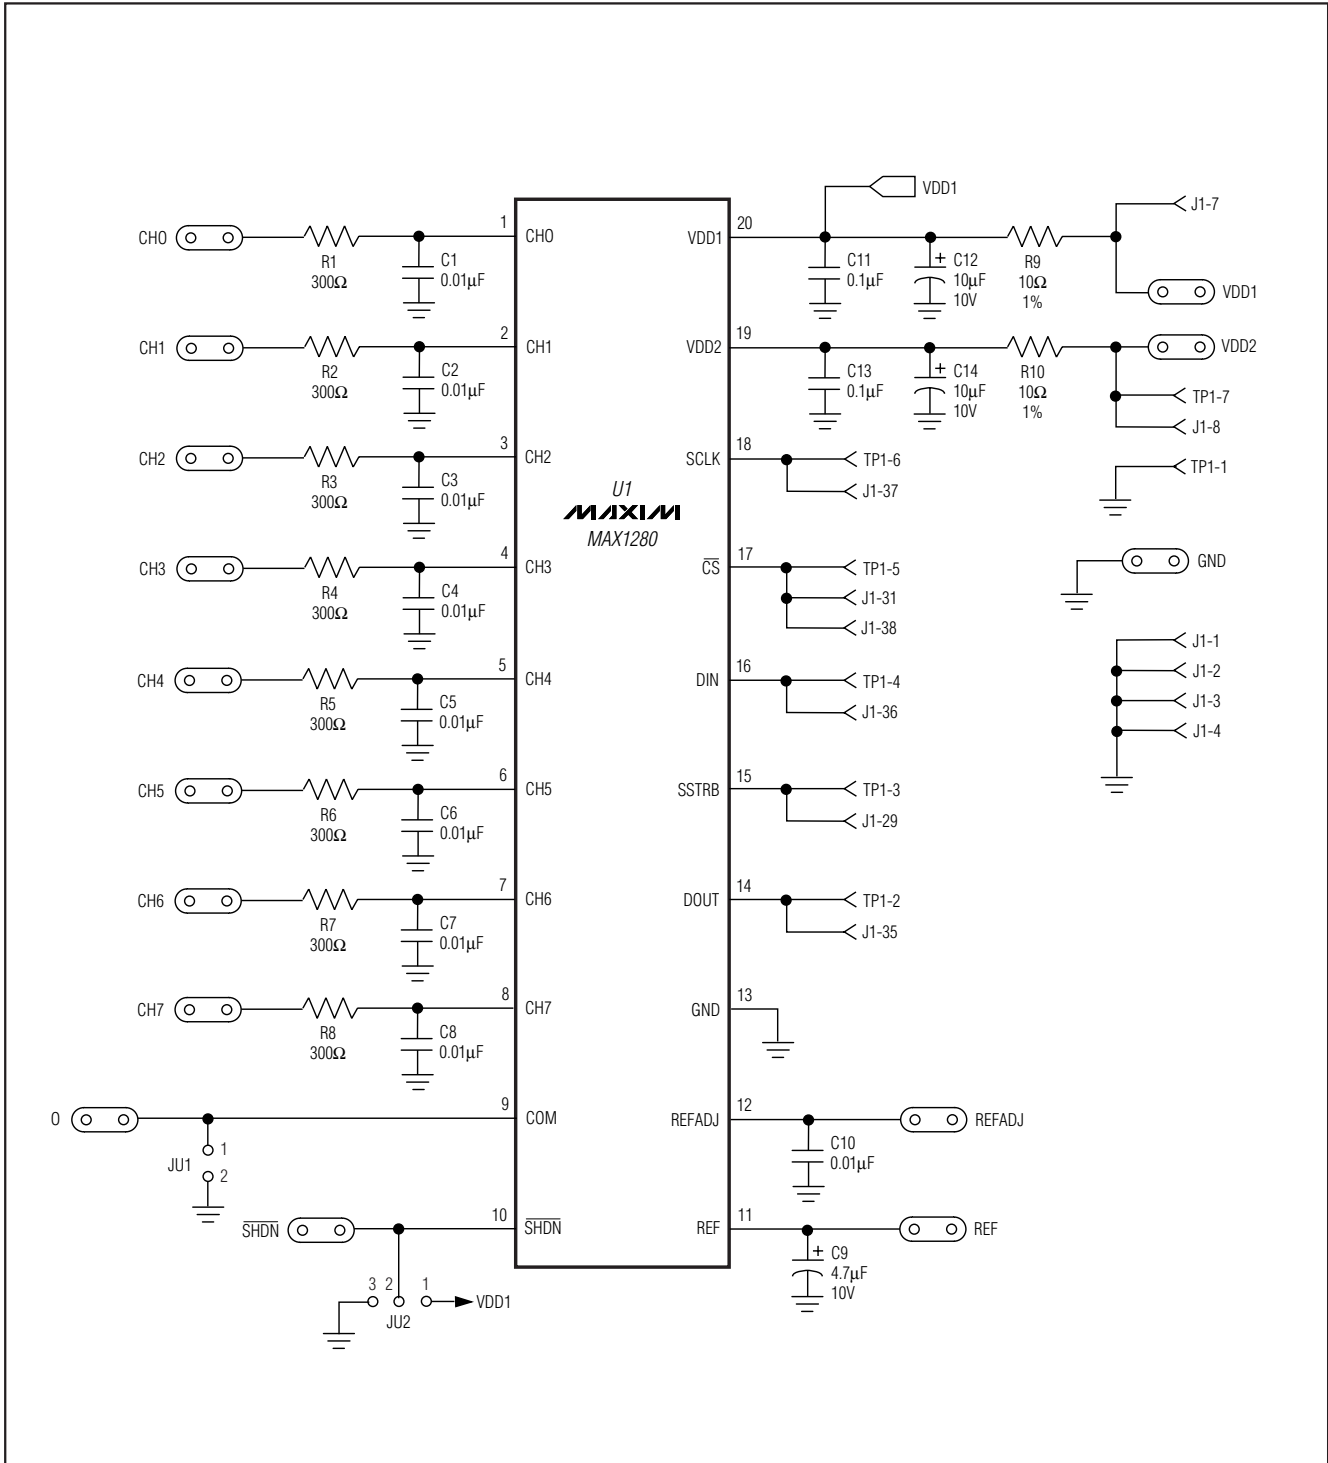 VDD1
J1-7
CH0
R1
300Ω
C1
0.01µF
1
CH0
U1
MAXIM
MAX1280
VDD1
20
C11
0.1µF
+
C12
10µF
10V
R9
10Ω
1%
VDD1
CH1
R2
300Ω
C2
0.01µF
2
CH1
VDD2
19
C13
0.1µF
+
C14
10µF
10V
R10
10Ω
1%
VDD2
TP1-7
J1-8
TP1-1
CH2
R3
300Ω
C3
0.01µF
3
CH2
SCLK
18
TP1-6
J1-37
CH3
R4
300Ω
C4
0.01µF
4
CH3
CS
17
TP1-5
J1-31
J1-38
GND
J1-1
J1-2
J1-3
J1-4
CH4
R5
300Ω
C5
0.01µF
5
CH4
DIN
16
TP1-4
J1-36
CH5
R6
300Ω
C6
0.01µF
6
CH5
SSTRB
15
TP1-3
J1-29
CH6
R7
300Ω
C7
0.01µF
7
CH6
DOUT
14
TP1-2
J1-35
CH7
R8
300Ω
C8
0.01µF
8
CH7
GND
13
0
9
COM
JU1
1
2
REFADJ
12
C10
0.01µF
REFADJ
SHDN
10
SHDN
3 2 1
VDD1
JU2
REF
11
+
C9
4.7µF
10V
REF